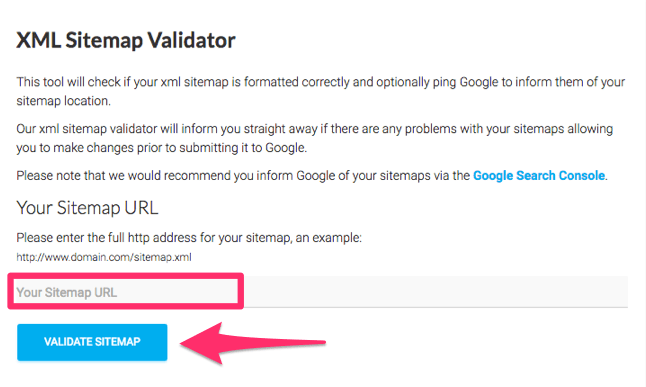 XML Sitemap Validator
This tool will check if your xml sitemap is formatted correctly and optionally ping Google to inform them of your
sitemap location.
Our xml sitemap validator will inform you straight away if there are any problems with your sitemaps allowing
you to make changes prior to submitting it to Google.
Please note that we would recommend you inform Google of your sitemaps via the Google Search Console.
Your Sitemap URL
Please enter the full http address for your sitemap, an example:
http://www.domain.com/sitemap.xml
Your Sitemap URL
VALIDATE SITEMAP